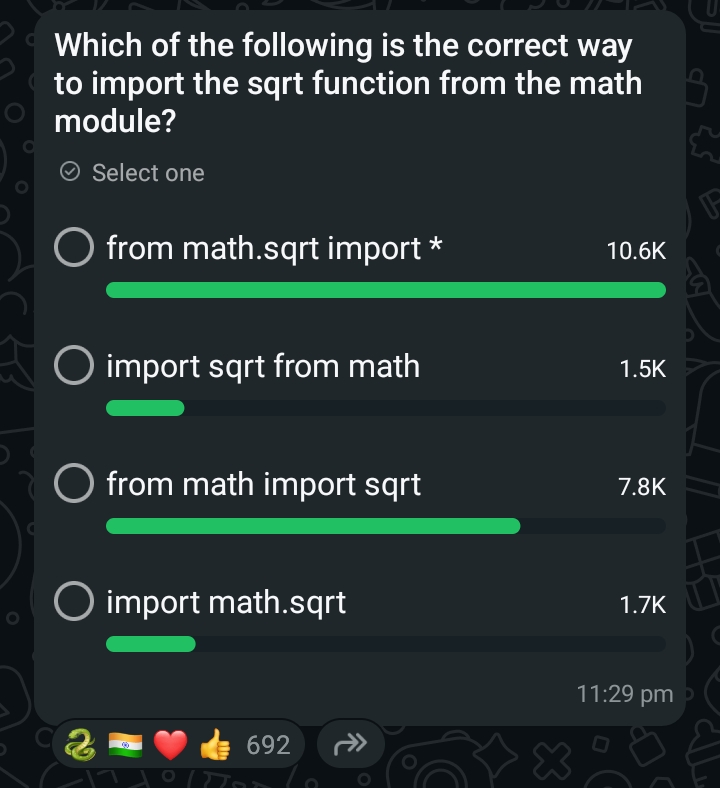 Which of the following is the correct way
to import the sqrt function from the math
module?
Select one
from math.sqrt import * 10.6K
import sqrt from math 1.5K
from math import sqrt 7.8K
import math.sqrt 1.7K
11:29 pm
692